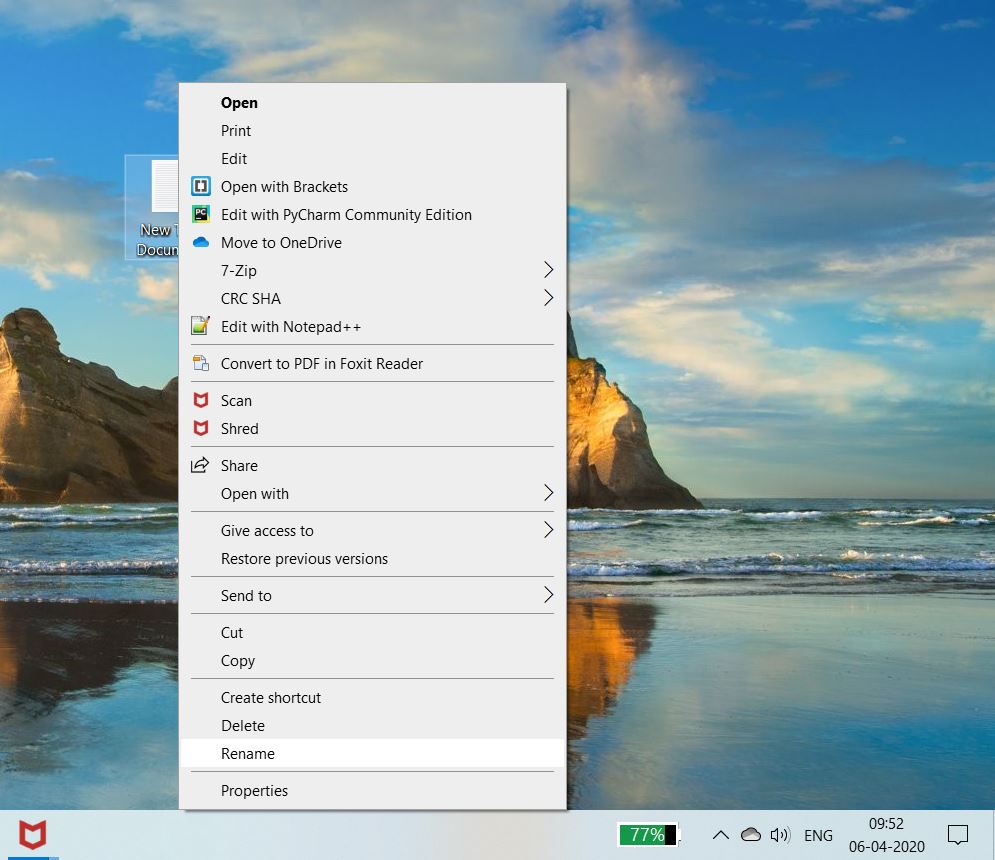 New
Docun
Open
Print
Edit
Open with Brackets
PC
Edit with PyCharm Community Edition
Move to OneDrive
7-Zip
CRC SHA
Edit with Notepad++
Convert to PDF in Foxit Reader
Scan
Shred
Share
Open with
Give access to
Restore previous versions
Send to
Cut
Copy
Create shortcut
Delete
Rename
Properties
77%
ENG
09:52
06-04-2020